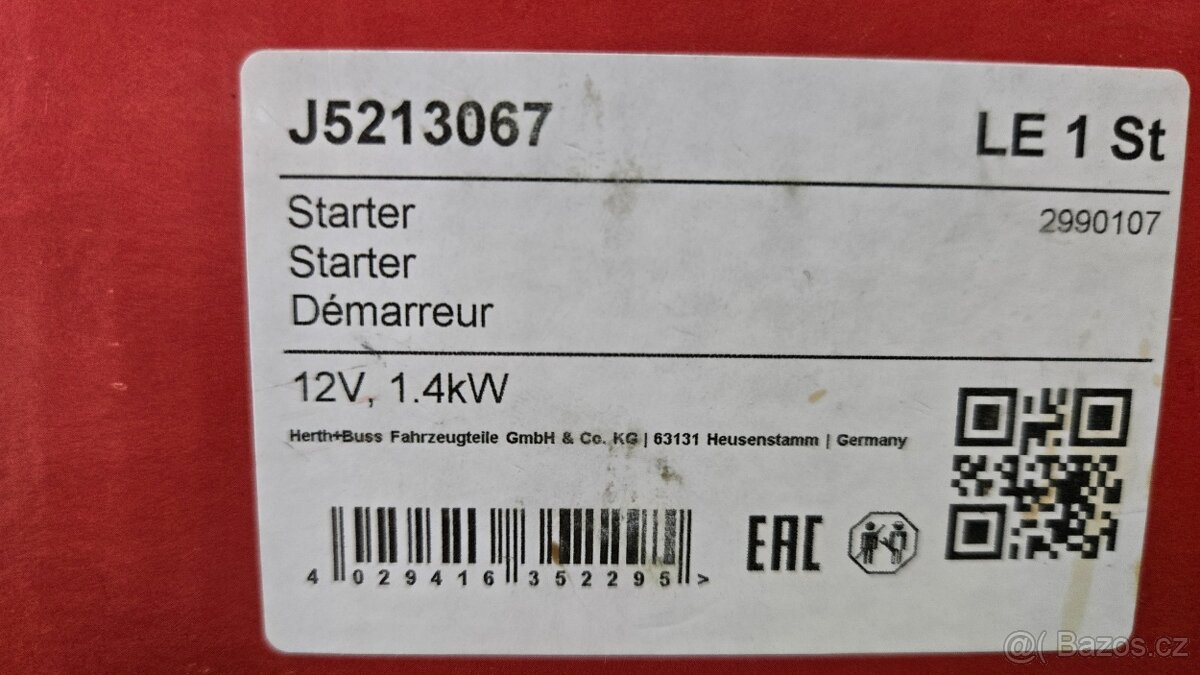 J5213067
LE 1 St
Starter
2990107
Starter
Démarreur
12V, 1.4kW
Herth+Buss Fahrzeugteile GmbH & Co. KG | 63131 Heusenstamm | Germany
4 029416 352295 >
EAC
@( Bazos.cz